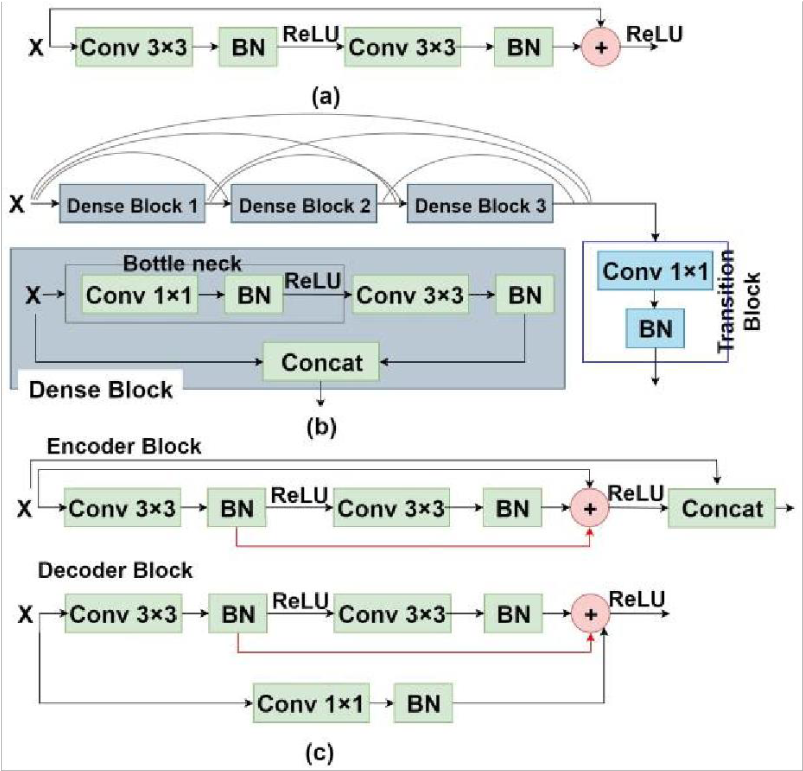 X Conv 3×3 BN ReLU Conv 3×3 BN + ReLU
(a)
X Dense Block 1 Dense Block 2 Dense Block 3
Bottle neck
X Conv 1×1 BN ReLU Conv 3×3 BN
Concat
Dense Block
Conv 1×1
BN
Transition
Block
(b)
Encoder Block
X Conv 3×3 BN ReLU Conv 3×3 BN + ReLU Concat
Decoder Block
X Conv 3×3 BN ReLU Conv 3×3 BN + ReLU
Conv 1×1 BN
(c)